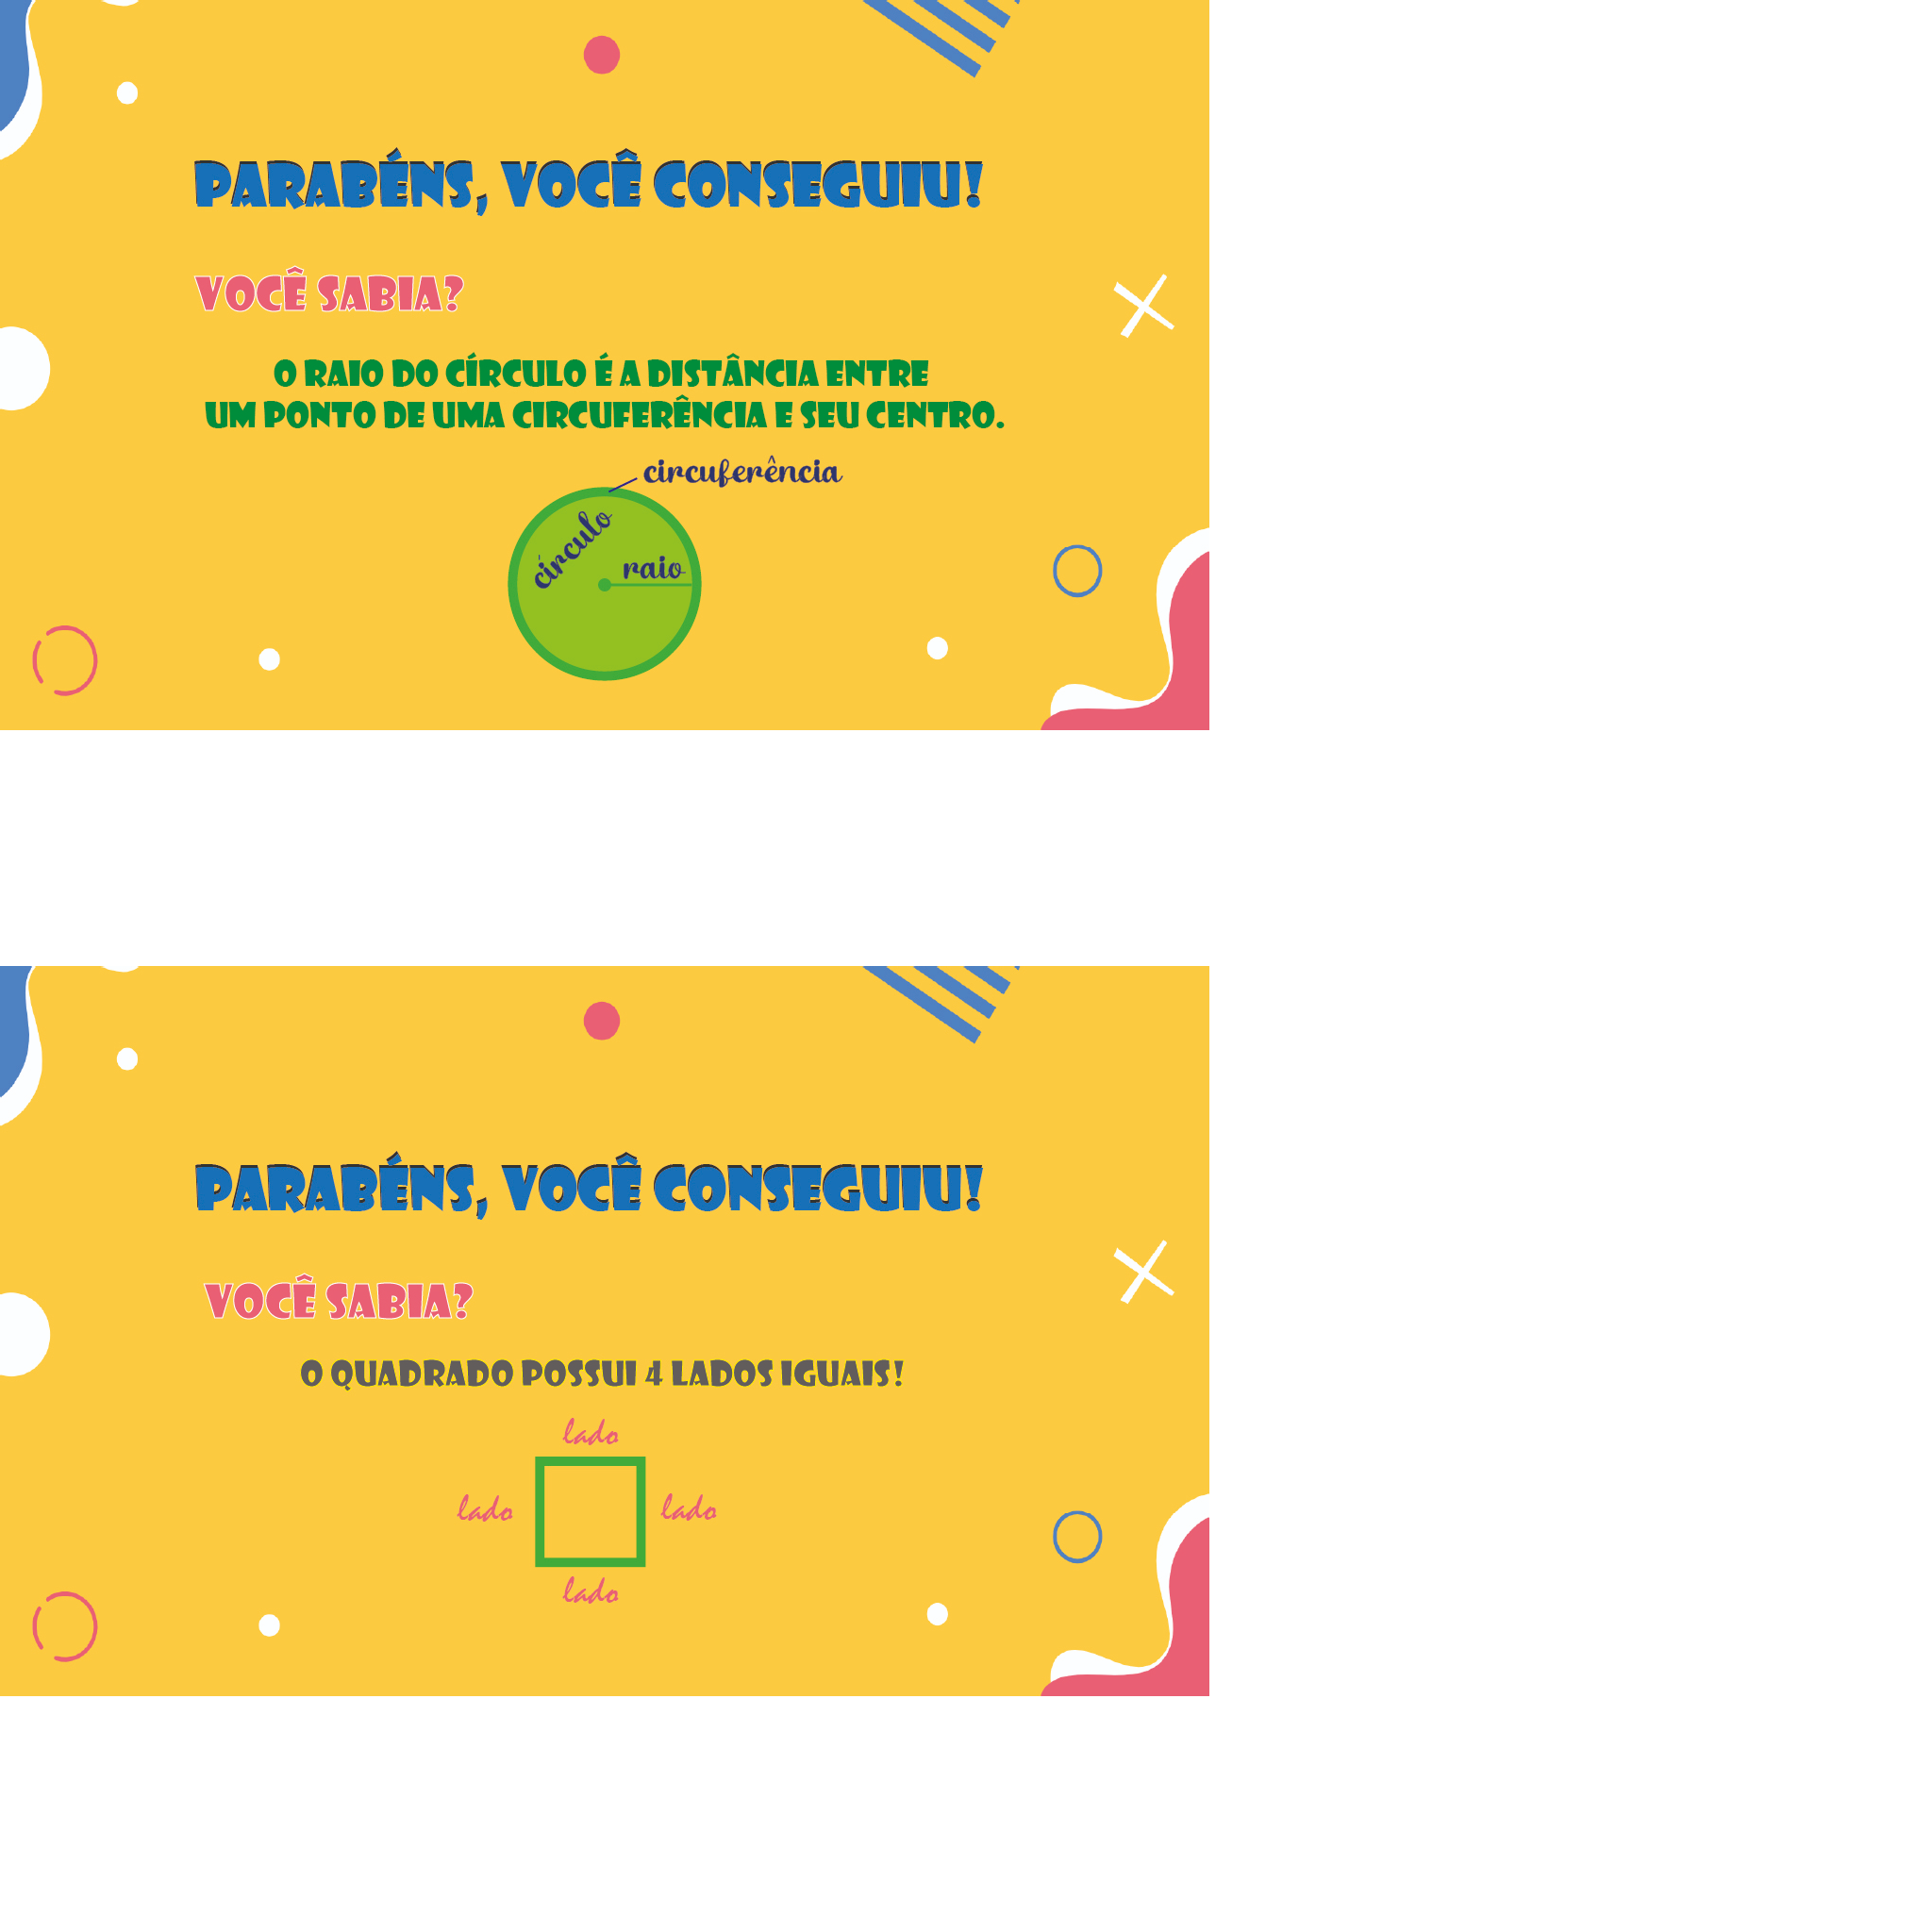 PARABÉNS, VOCÊ CONSEGUIU!
VOCÊ SABIA?
O RAIO DO CÍRCULO É A DISTÂNCIA ENTRE
UM PONTO DE UMA CIRCUFERÊNCIA E SEU CENTRO.
circuferência
círculo
raio
PARABÉNS, VOCÊ CONSEGUIU!
VOCÊ SABIA?
O QUADRADO POSSUI 4 LADOS IGUAIS!
lado
lado
lado
lado